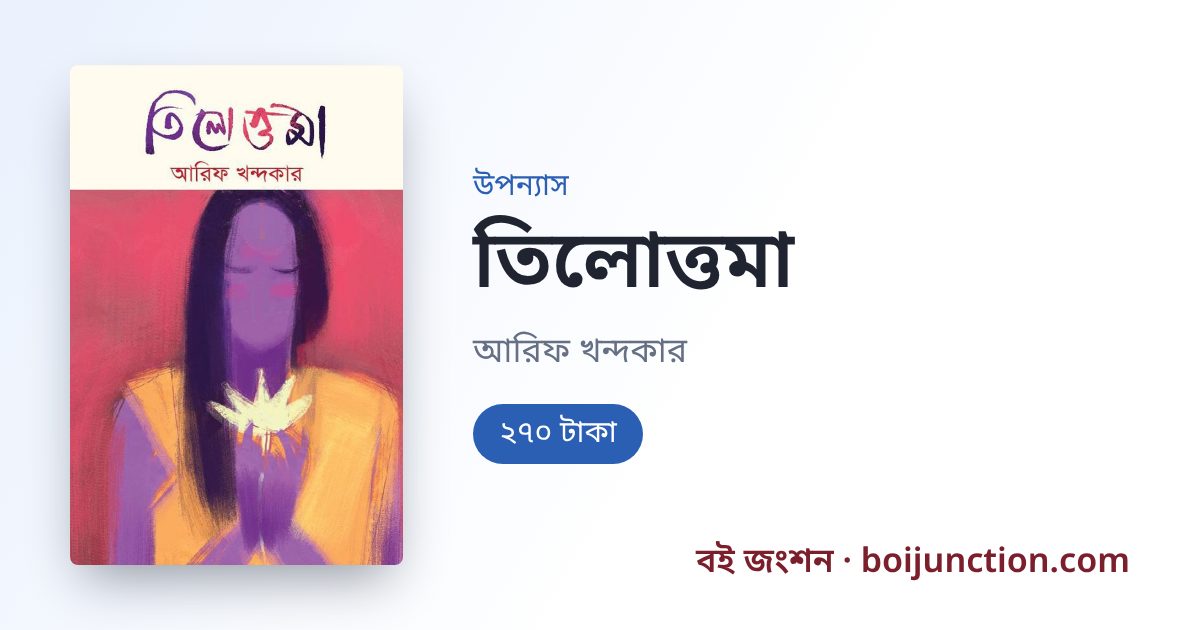 তিলোত্তমা
আরিফ খন্দকার
উপন্যাস
তিলোত্তমা
আরিফ খন্দকার
২৭০ টাকা
বই জংশন · boijunction.com